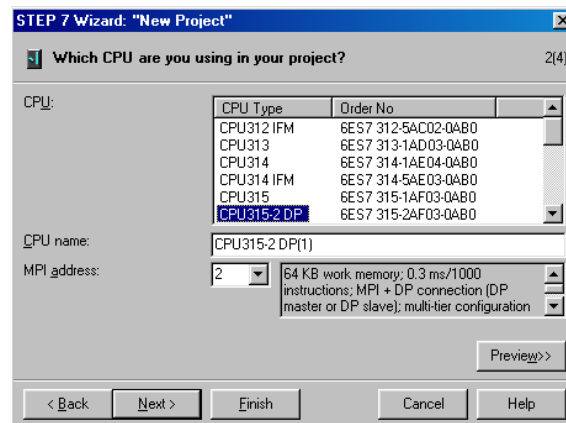 STEP 7 Wizard: "New Project"
Which CPU are you using in your project?
2(4)
CPU:
CPU Type Order No
CPU312 IFM 6ES7 312-5AC02-0AB0
CPU313 6ES7 313-1AD03-0AB0
CPU314 6ES7 314-1AE04-0AB0
CPU314 IFM 6ES7 314-5AE03-0AB0
CPU315 6ES7 315-1AF03-0AB0
CPU315-2 DP 6ES7 315-2AF03-0AB0
CPU name:
CPU315-2 DP(1)
MPI address:
2
64 KB work memory; 0.3 ms/1000
instructions; MPI + DP connection (DP
master or DP slave); multi-tier configuration
Preview>>
< Back Next > Finish Cancel Help